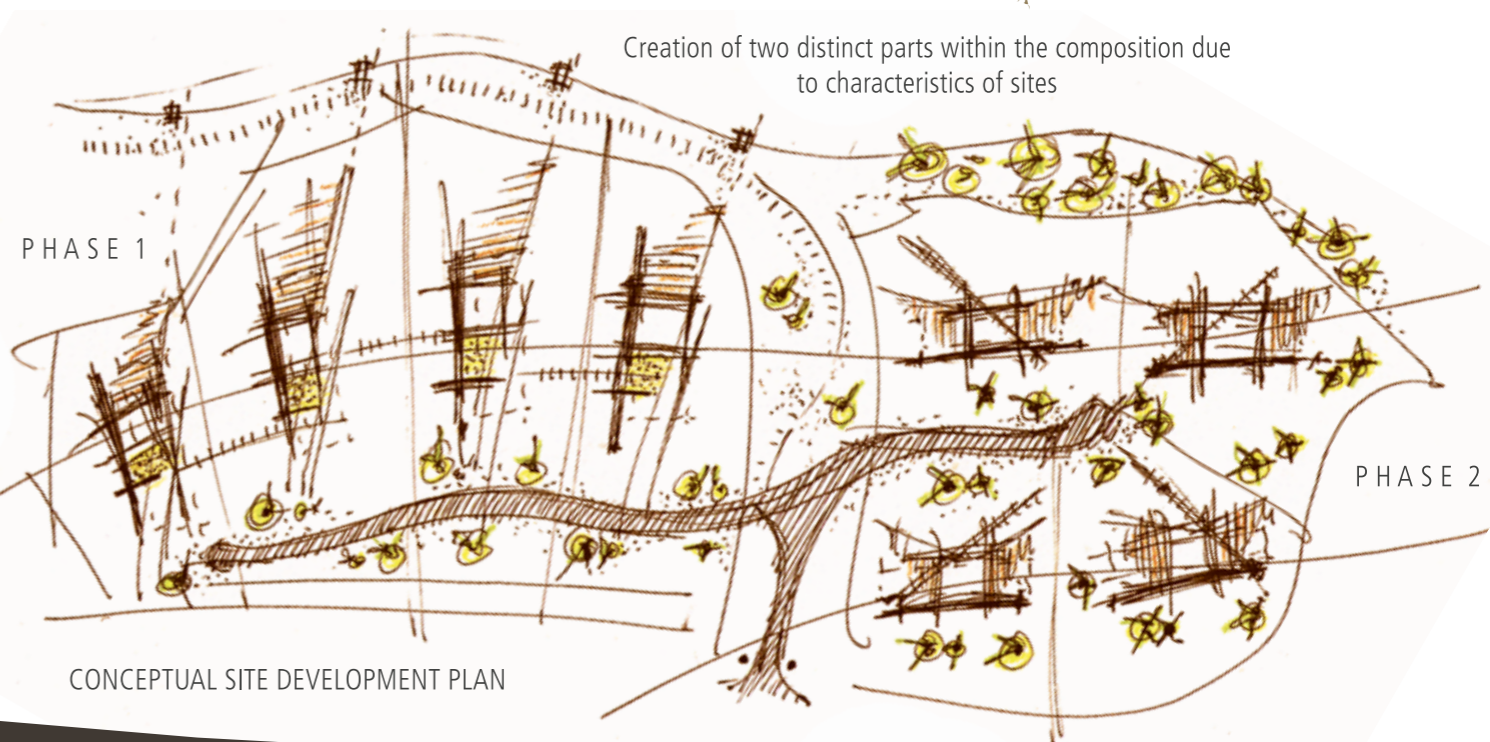 Creation of two distinct parts within the composition due
to characteristics of sites
PHASE 1
PHASE 2
CONCEPTUAL SITE DEVELOPMENT PLAN